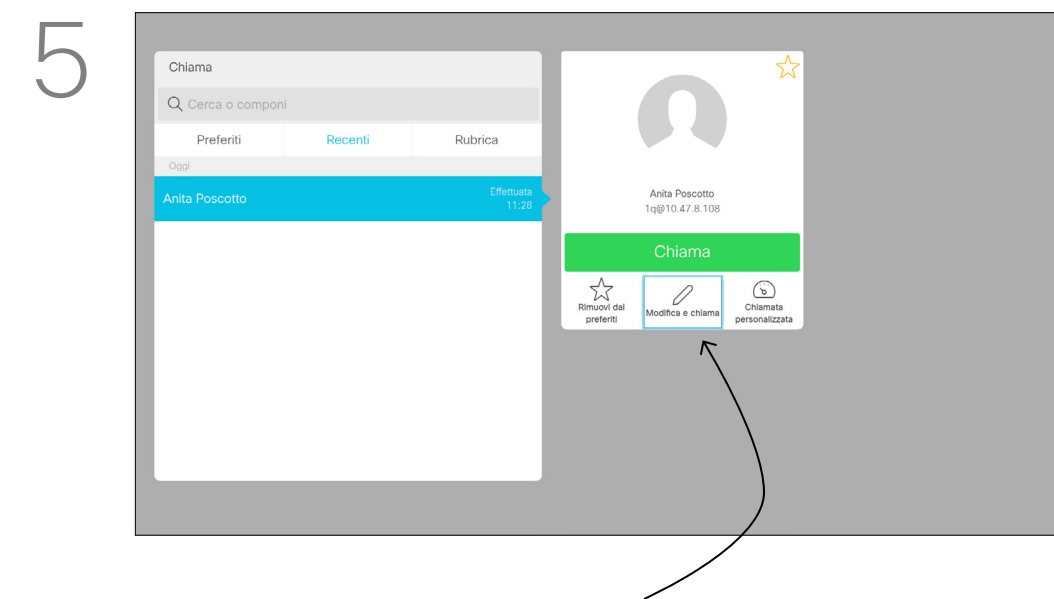 5
Chiama
Cerca o componi
Preferiti Recenti Rubrica
Oggi
Anita Poscotto
Effettuata
11:28
Anita Poscotto
1q@10.47.8.108
Chiama
Rimuovi dai
preferiti
Modifica e chiama
Chiamata
personalizzata